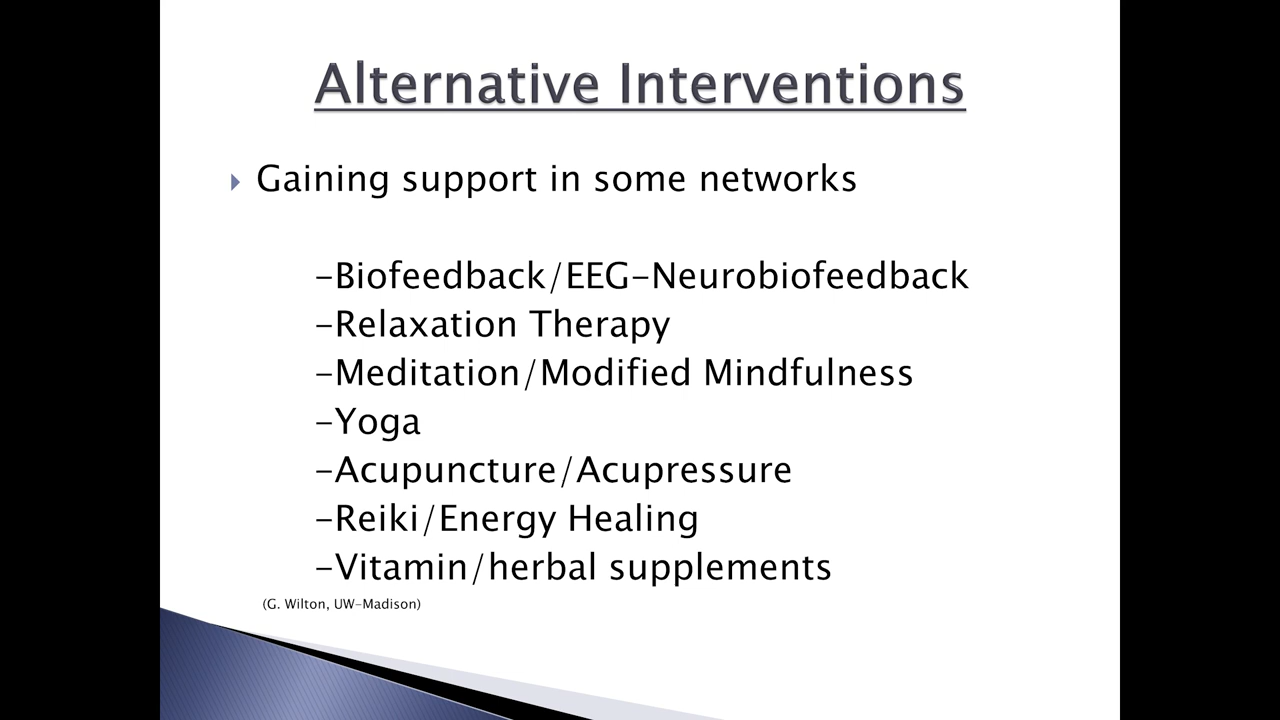 Alternative Interventions
Gaining support in some networks
-Biofeedback/EEG-Neurobiofeedback
-Relaxation Therapy
-Meditation/Modified Mindfulness
-Yoga
-Acupuncture/Acupressure
-Reiki/Energy Healing
-Vitamin/herbal supplements
(G. Wilton, UW-Madison)